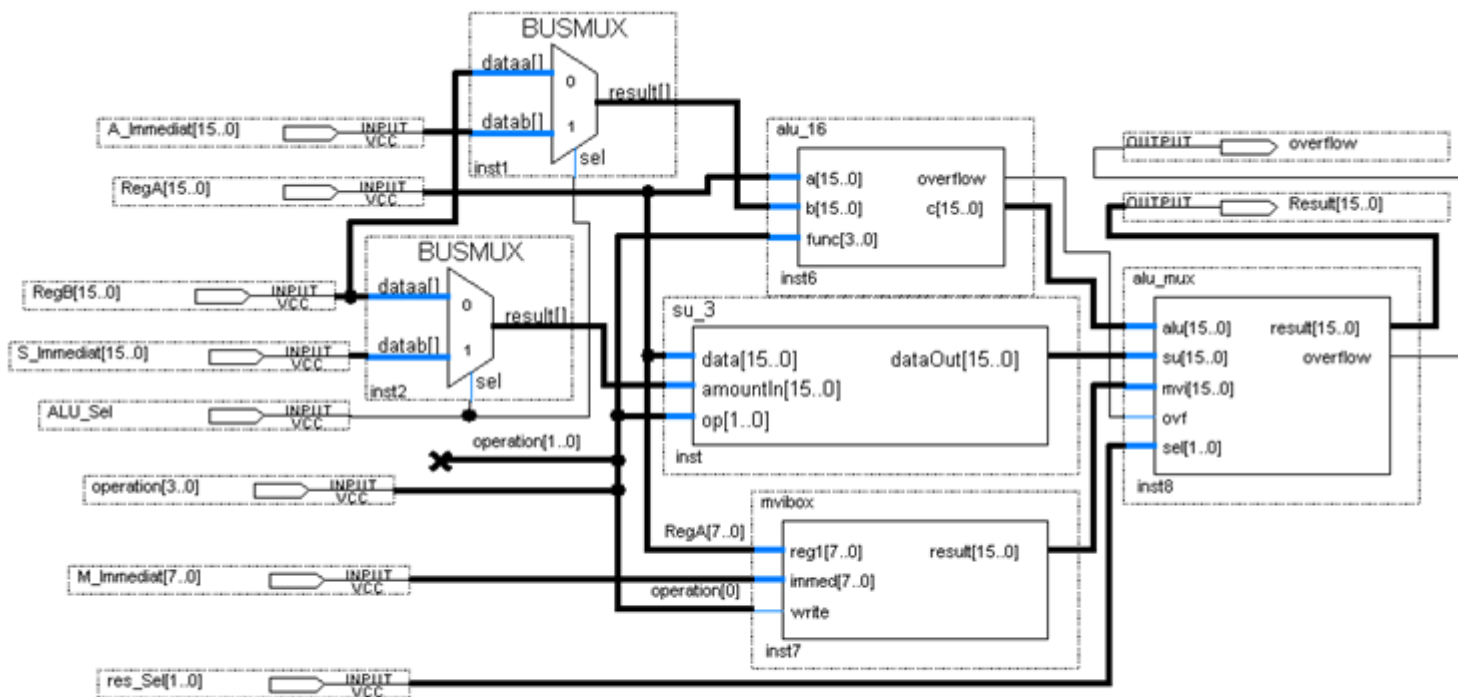 BUSMUX
dataa[]
0
result[]
A_Immediat[15..0]
INPUT
VCC
datab[]
1
sel
inst1
alu_16
OUTPUT
overflow
RegA[15..0]
INPUT
VCC
a[15..0]
overflow
b[15..0]
c[15..0]
OUTPUT
Result[15..0]
func[3..0]
inst6
BUSMUX
RegB[15..0]
INPUT
VCC
dataa[]
0
result[]
S_Immediat[15..0]
INPUT
VCC
datab[]
1
sel
inst2
su_3
data[15..0]
dataOut[15..0]
amountIn[15..0]
op[1..0]
inst
alu_mux
alu[15..0]
result[15..0]
su[15..0]
overflow
mvi[15..0]
ovf
sel[1..0]
inst8
ALU_Sel
INPUT
VCC
operation[1..0]
operation[3..0]
INPUT
VCC
mvibox
RegA[7..0]
reg1[7..0]
result[15..0]
M_Immediat[7..0]
INPUT
VCC
immed[7..0]
operation[0]
write
inst7
res_Sel[1..0]
INPUT
VCC